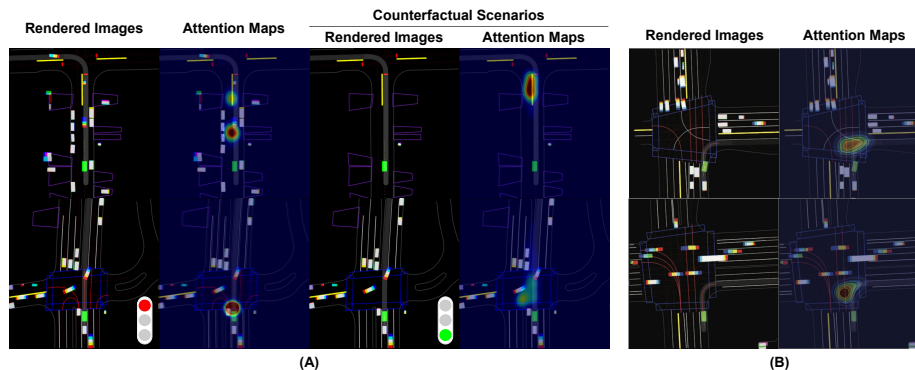 Counterfactual Scenarios
Rendered Images Attention Maps Rendered Images Attention Maps
Rendered Images Attention Maps
(A)
(B)